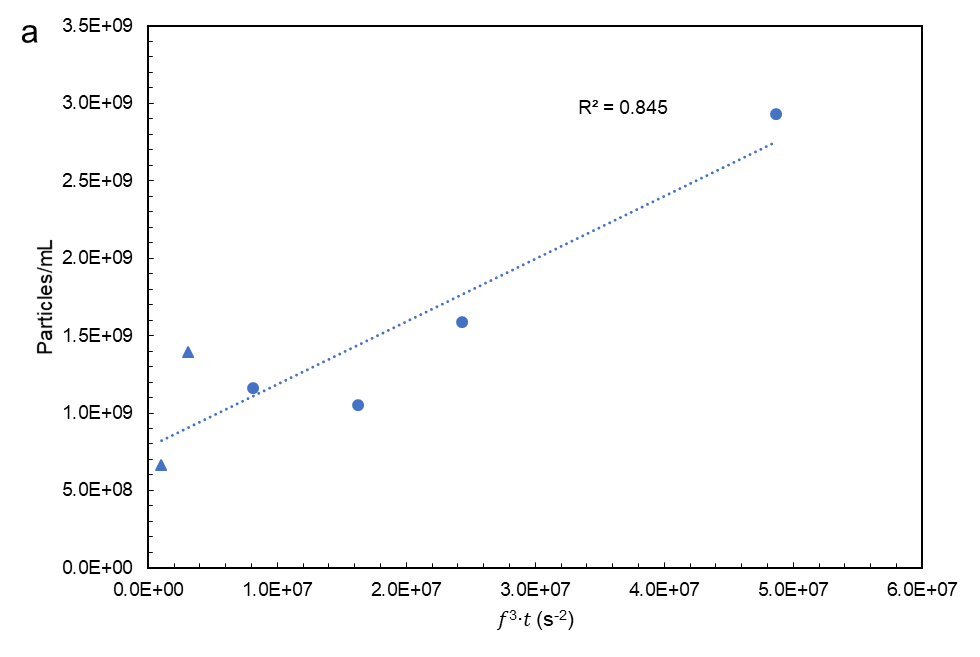 a
3.5E+09
3.0E+09
2.5E+09
2.0E+09
1.5E+09
1.0E+09
5.0E+08
0.0E+00
Particles/mL
R² = 0.845
0.0E+00 1.0E+07 2.0E+07 3.0E+07 4.0E+07 5.0E+07 6.0E+07
f³·t (s⁻²)